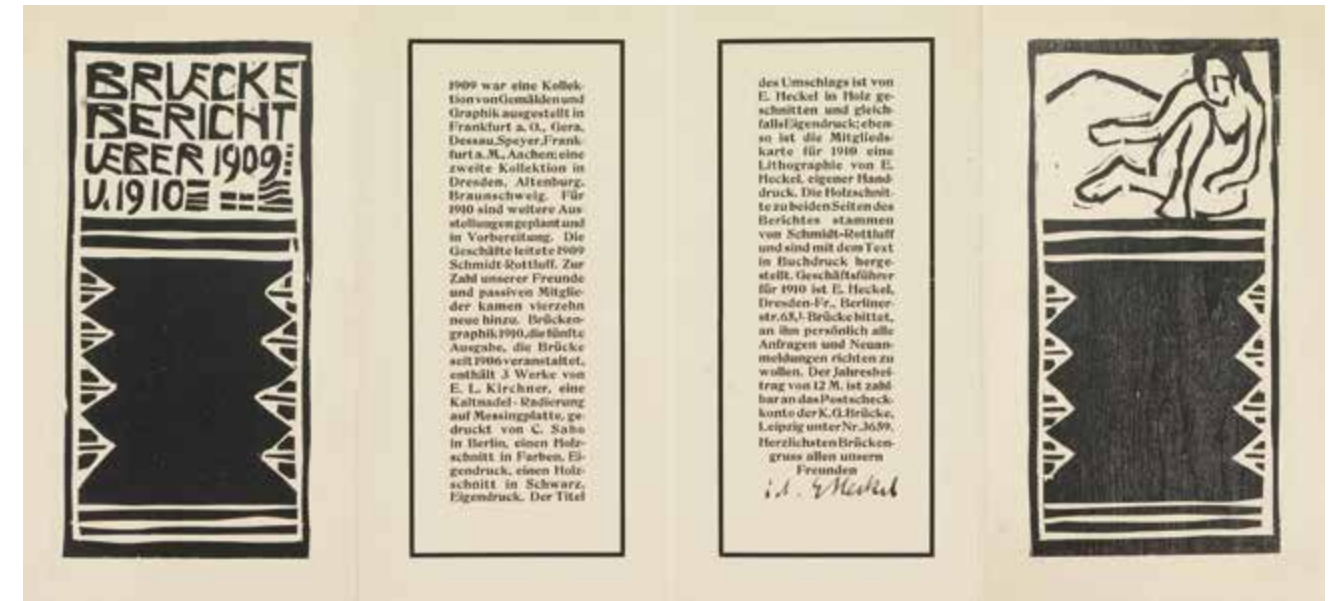 BRUECKE
BERICHT
UEBER 1909
U. 1910
1909 war eine Kollek-
tion von Gemälden und
Graphik ausgestellt in
Frankfurt a. O., Gera,
Dessau, Speyer, Frank-
furt a. M., Aachen; eine
zweite Kollektion in
Dresden, Altenburg,
Braunschweig. Für
1910 sind weitere Aus-
stellungen geplant und
in Vorbereitung. Die
Geschäfte leitete 1909
Schmidt-Rottluff. Zur
Zahl unserer Freunde
und passiven Mitglie-
der kamen vierzehn
neue hinzu. Brücken-
graphik 1910, die fünfte
Ausgabe, die Brücke
seit 1906 veranstaltet,
enthält 3 Werke von
E. L. Kirchner, eine
Kaltnadel-Radierung
auf Messingplatte, ge-
druckt von C. Sabo
in Berlin, einen Holz-
schnitt in Farben, Ei-
gendruck, einen Holz-
schnitt in Schwarz,
Eigendruck. Der Titel
des Umschlags ist von
E. Heckel in Holz ge-
schnitten und gleich-
falls Eigendruck; eben-
so ist die Mitglieds-
karte für 1910 eine
Lithographie von E.
Heckel, eigener Hand-
druck. Die Holzschnit-
te zu beiden Seiten des
Berichtes stammen
von Schmidt-Rottluff
und sind mit dem Text
in Buchdruck herge-
stellt. Geschäftsführer
für 1910 ist E. Heckel,
Dresden-Fr., Berliner-
str. 65,¹ Brücke bittet,
an ihn persönlich alle
Anfragen und Neuan-
meldungen richten zu
wollen. Der Jahresbei-
trag von 12 M. ist zahl-
bar an das Postscheck-
konto der K. G. Brücke,
Leipzig unter Nr. 3659.
Herzlichsten Brücken-
gruss allen unsern
Freunden
i.A. E Heckel